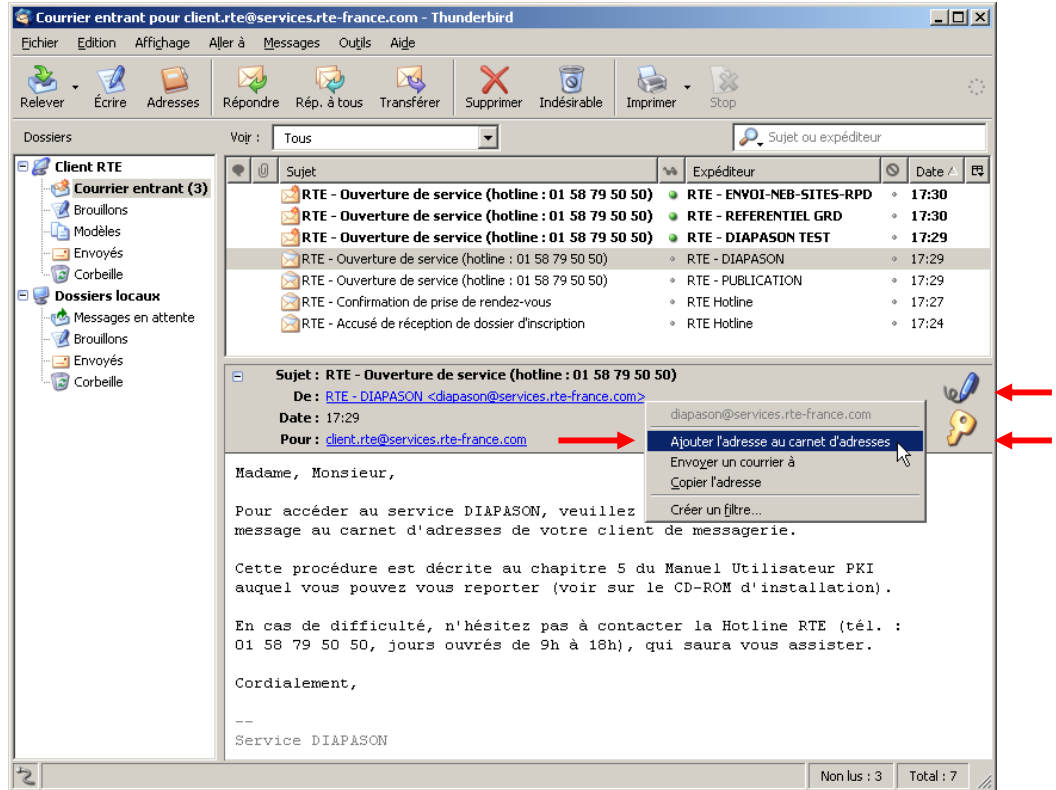 Courrier entrant pour client.rte@services.rte-france.com - Thunderbird
Fichier Edition Affichage Aller à Messages Outils Aide
Relever Écrire Adresses Répondre Rép. à tous Transférer Supprimer Indésirable Imprimer Stop
Dossiers Voir : Tous Sujet ou expéditeur
Client RTE
Courrier entrant (3)
Brouillons
Modèles
Envoyés
Corbeille
Dossiers locaux
Messages en attente
Brouillons
Envoyés
Corbeille
Sujet Expéditeur Date
RTE - Ouverture de service (hotline : 01 58 79 50 50) RTE - ENVOI-NEB-SITES-RPD 17:30
RTE - Ouverture de service (hotline : 01 58 79 50 50) RTE - REFERENTIEL GRD 17:30
RTE - Ouverture de service (hotline : 01 58 79 50 50) RTE - DIAPASON TEST 17:29
RTE - Ouverture de service (hotline : 01 58 79 50 50) RTE - DIAPASON 17:29
RTE - Ouverture de service (hotline : 01 58 79 50 50) RTE - PUBLICATION 17:29
RTE - Confirmation de prise de rendez-vous RTE Hotline 17:27
RTE - Accusé de réception de dossier d'inscription RTE Hotline 17:24
Sujet : RTE - Ouverture de service (hotline : 01 58 79 50 50)
De : RTE - DIAPASON <diapason@services.rte-france.com>
Date : 17:29
Pour : client.rte@services.rte-france.com
diapason@services.rte-france.com
Ajouter l'adresse au carnet d'adresses
Envoyer un courrier à
Copier l'adresse
Créer un filtre...
Madame, Monsieur,
Pour accéder au service DIAPASON, veuillez
message au carnet d'adresses de votre client de messagerie.
Cette procédure est décrite au chapitre 5 du Manuel Utilisateur PKI
auquel vous pouvez vous reporter (voir sur le CD-ROM d'installation).
En cas de difficulté, n'hésitez pas à contacter la Hotline RTE (tél. :
01 58 79 50 50, jours ouvrés de 9h à 18h), qui saura vous assister.
Cordialement,
--
Service DIAPASON
Non lus : 3 Total : 7